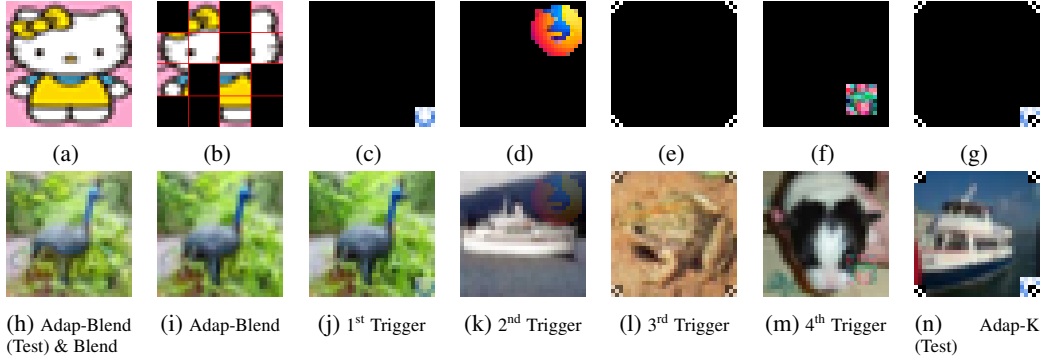 (a) (b) (c) (d) (e) (f) (g)
(h) Adap-Blend (i) Adap-Blend (j) 1st Trigger (k) 2nd Trigger (l) 3rd Trigger (m) 4th Trigger (n) Adap-K
(Test) & Blend (Test)